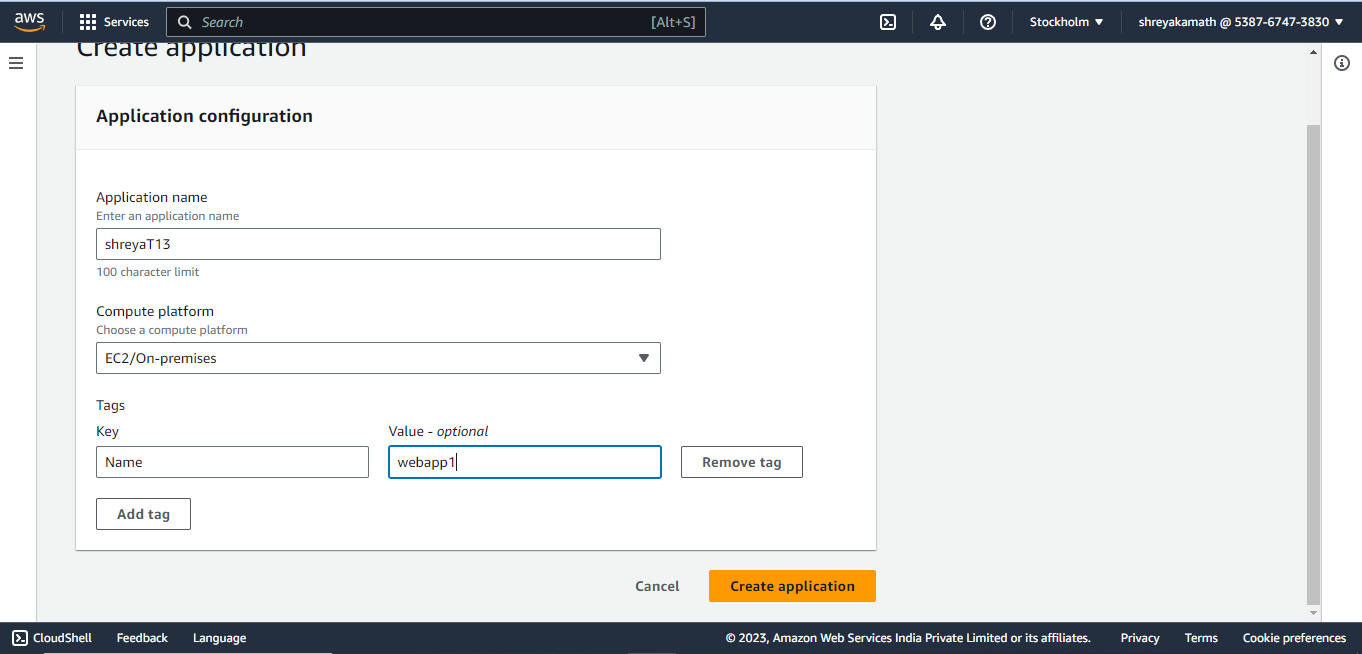 aws Services Search [Alt+S] Stockholm shreyakamath @ 5387-6747-3830
Create application
Application configuration
Application name
Enter an application name
shreyaT13
100 character limit
Compute platform
Choose a compute platform
EC2/On-premises
Tags
Key Value - optional
Name webapp1 Remove tag
Add tag
Cancel Create application
CloudShell Feedback Language © 2023, Amazon Web Services India Private Limited or its affiliates. Privacy Terms Cookie preferences